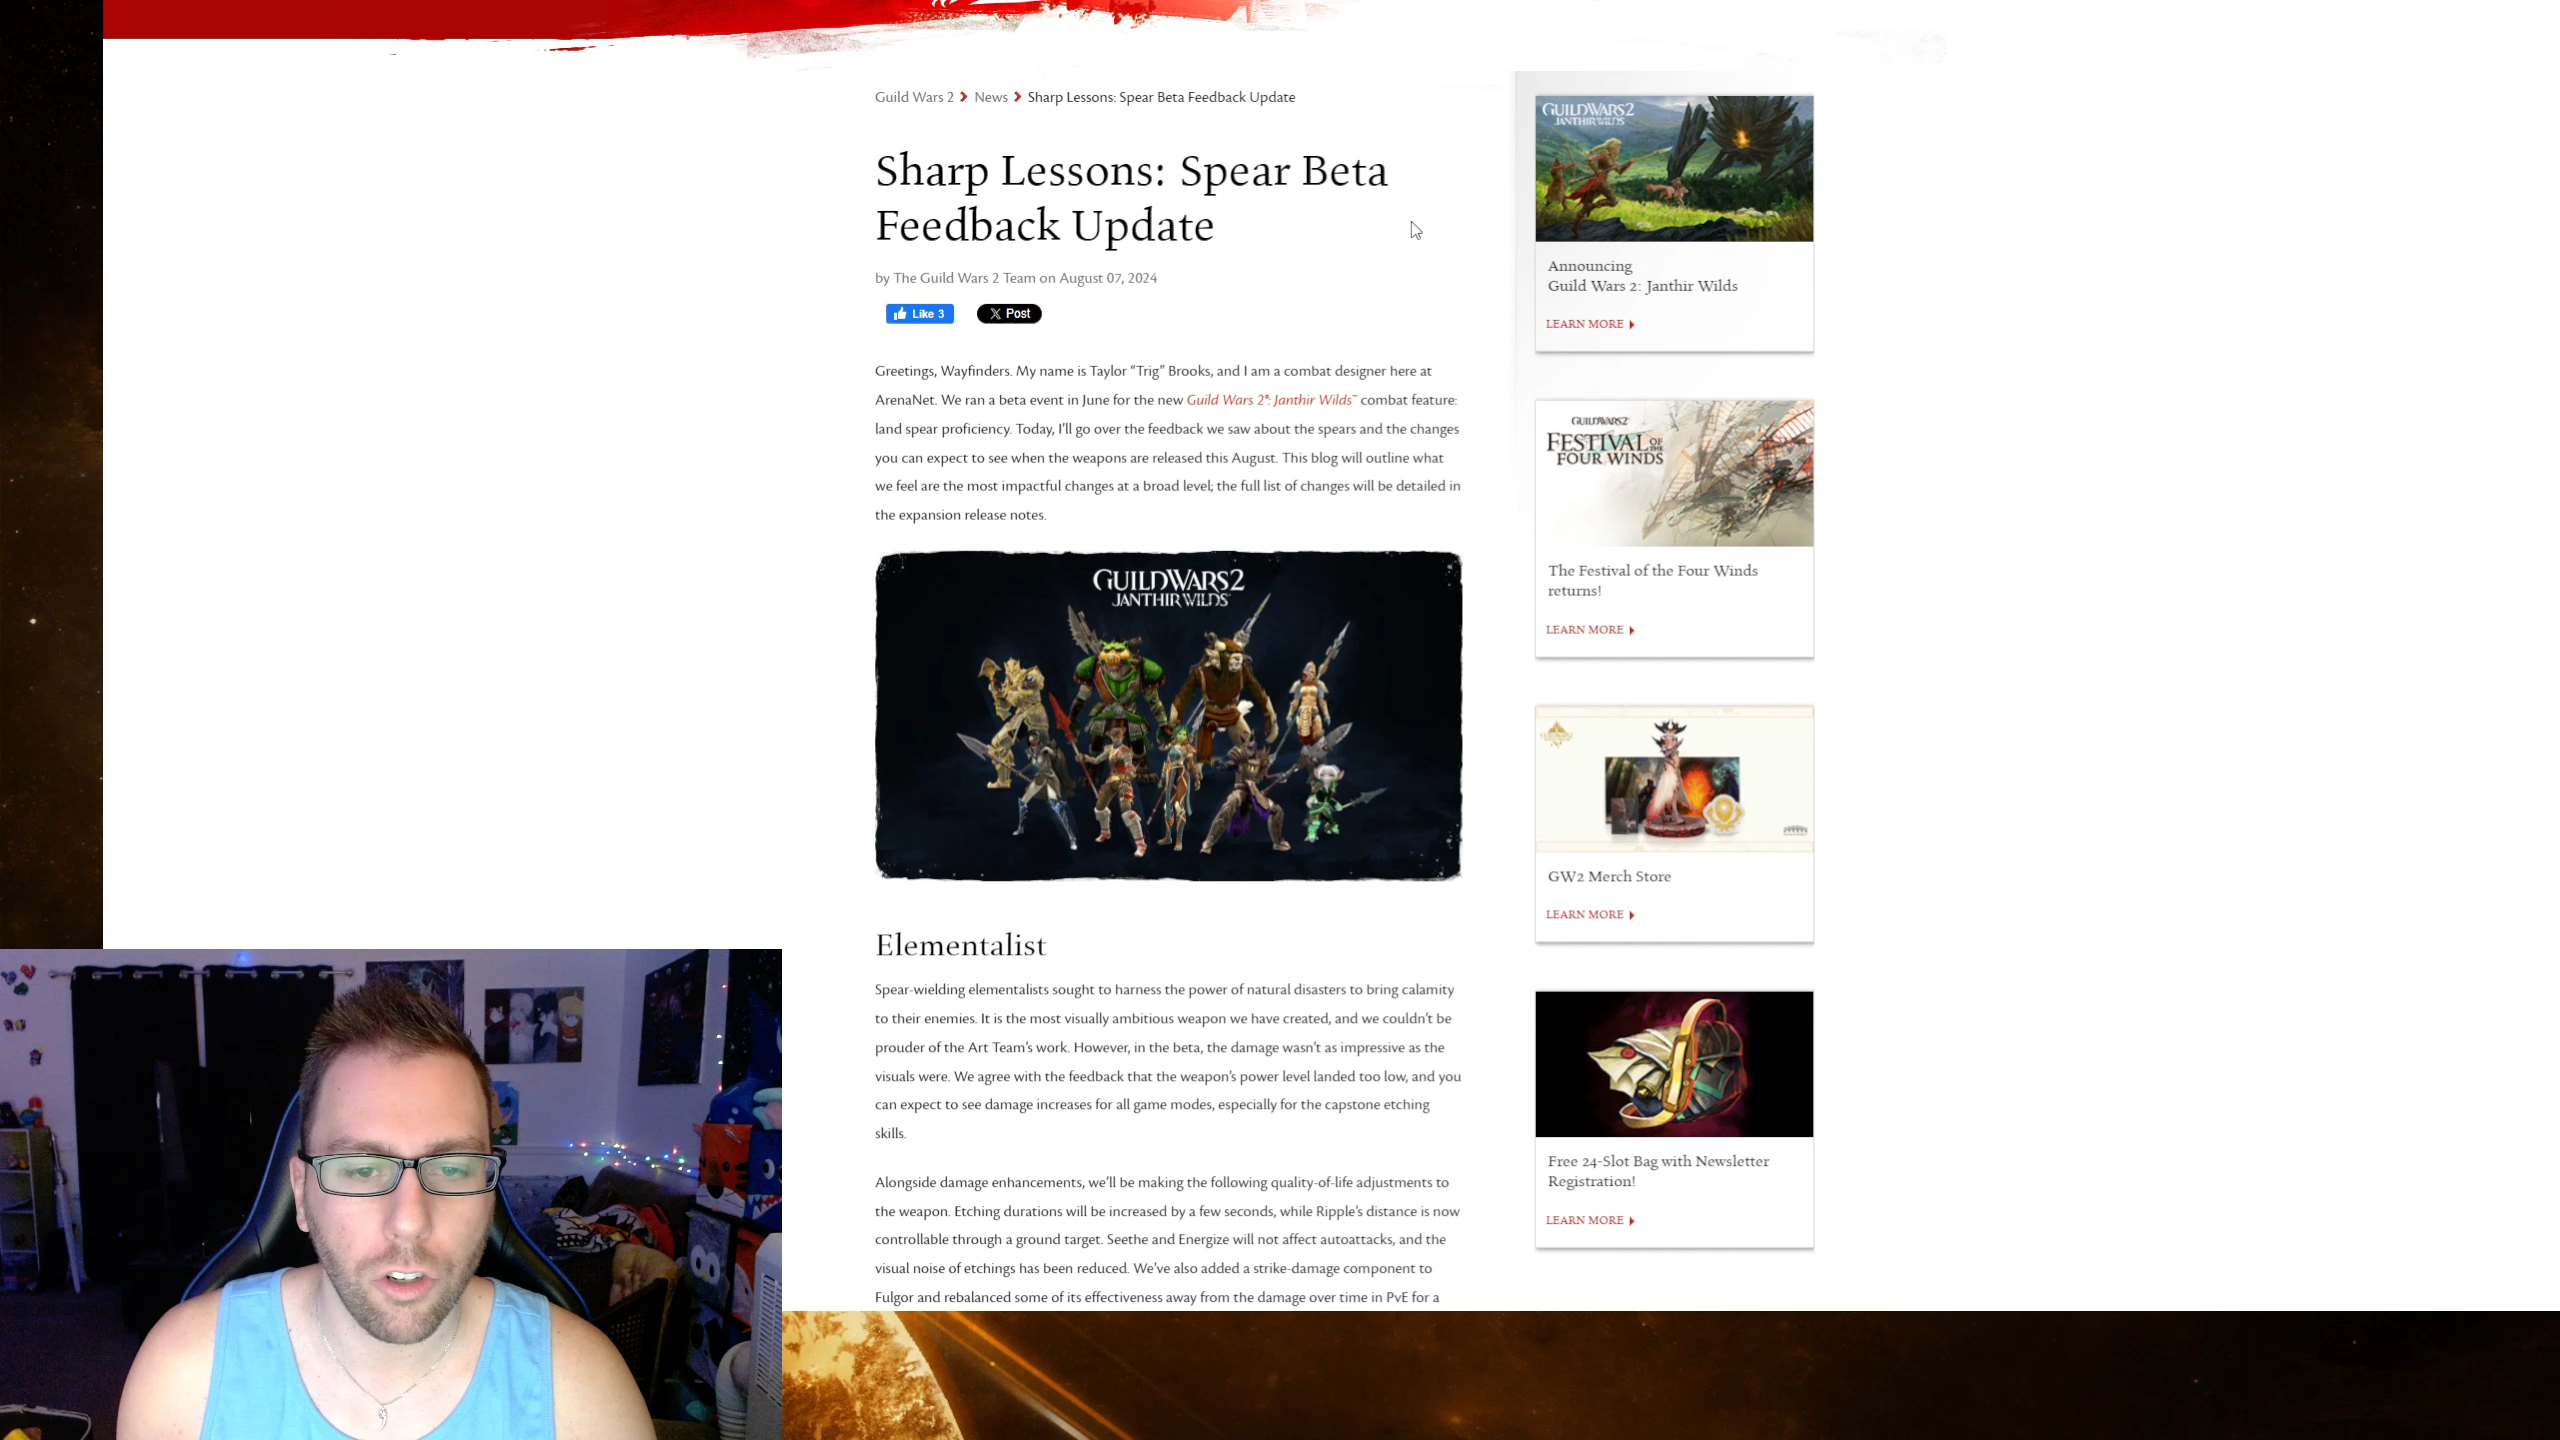 Guild Wars 2 > News > Sharp Lessons: Spear Beta Feedback Update
Sharp Lessons: Spear Beta
Feedback Update
by The Guild Wars 2 Team on August 07, 2024
Like 3
X Post
Greetings, Wayfinders. My name is Taylor “Trig” Brooks, and I am a combat designer here at
ArenaNet. We ran a beta event in June for the new Guild Wars 2®: Janthir Wilds™ combat feature:
land spear proficiency. Today, I’ll go over the feedback we saw about the spears and the changes
you can expect to see when the weapons are released this August. This blog will outline what
we feel are the most impactful changes at a broad level; the full list of changes will be detailed in
the expansion release notes.
GUILD WARS 2
JANTHIR WILDS
Elementalist
Spear-wielding elementalists sought to harness the power of natural disasters to bring calamity
to their enemies. It is the most visually ambitious weapon we have created, and we couldn’t be
prouder of the Art Team’s work. However, in the beta, the damage wasn’t as impressive as the
visuals were. We agree with the feedback that the weapon’s power level landed too low, and you
can expect to see damage increases for all game modes, especially for the capstone etching
skills.
Alongside damage enhancements, we’ll be making the following quality-of-life adjustments to
the weapon. Etching durations will be increased by a few seconds, while Ripple’s distance is now
controllable through a ground target. Seethe and Energize will not affect autoattacks, and the
visual noise of etchings has been reduced. We’ve also added a strike-damage component to
Fulgor and rebalanced some of its effectiveness away from the damage over time in PvE for a
GUILD WARS 2
JANTHIR WILDS
Announcing
Guild Wars 2: Janthir Wilds
LEARN MORE
GUILD WARS 2
FESTIVAL OF THE
FOUR WINDS
The Festival of the Four Winds
returns!
LEARN MORE
GW2 Merch Store
LEARN MORE
Free 24-Slot Bag with Newsletter
Registration!
LEARN MORE